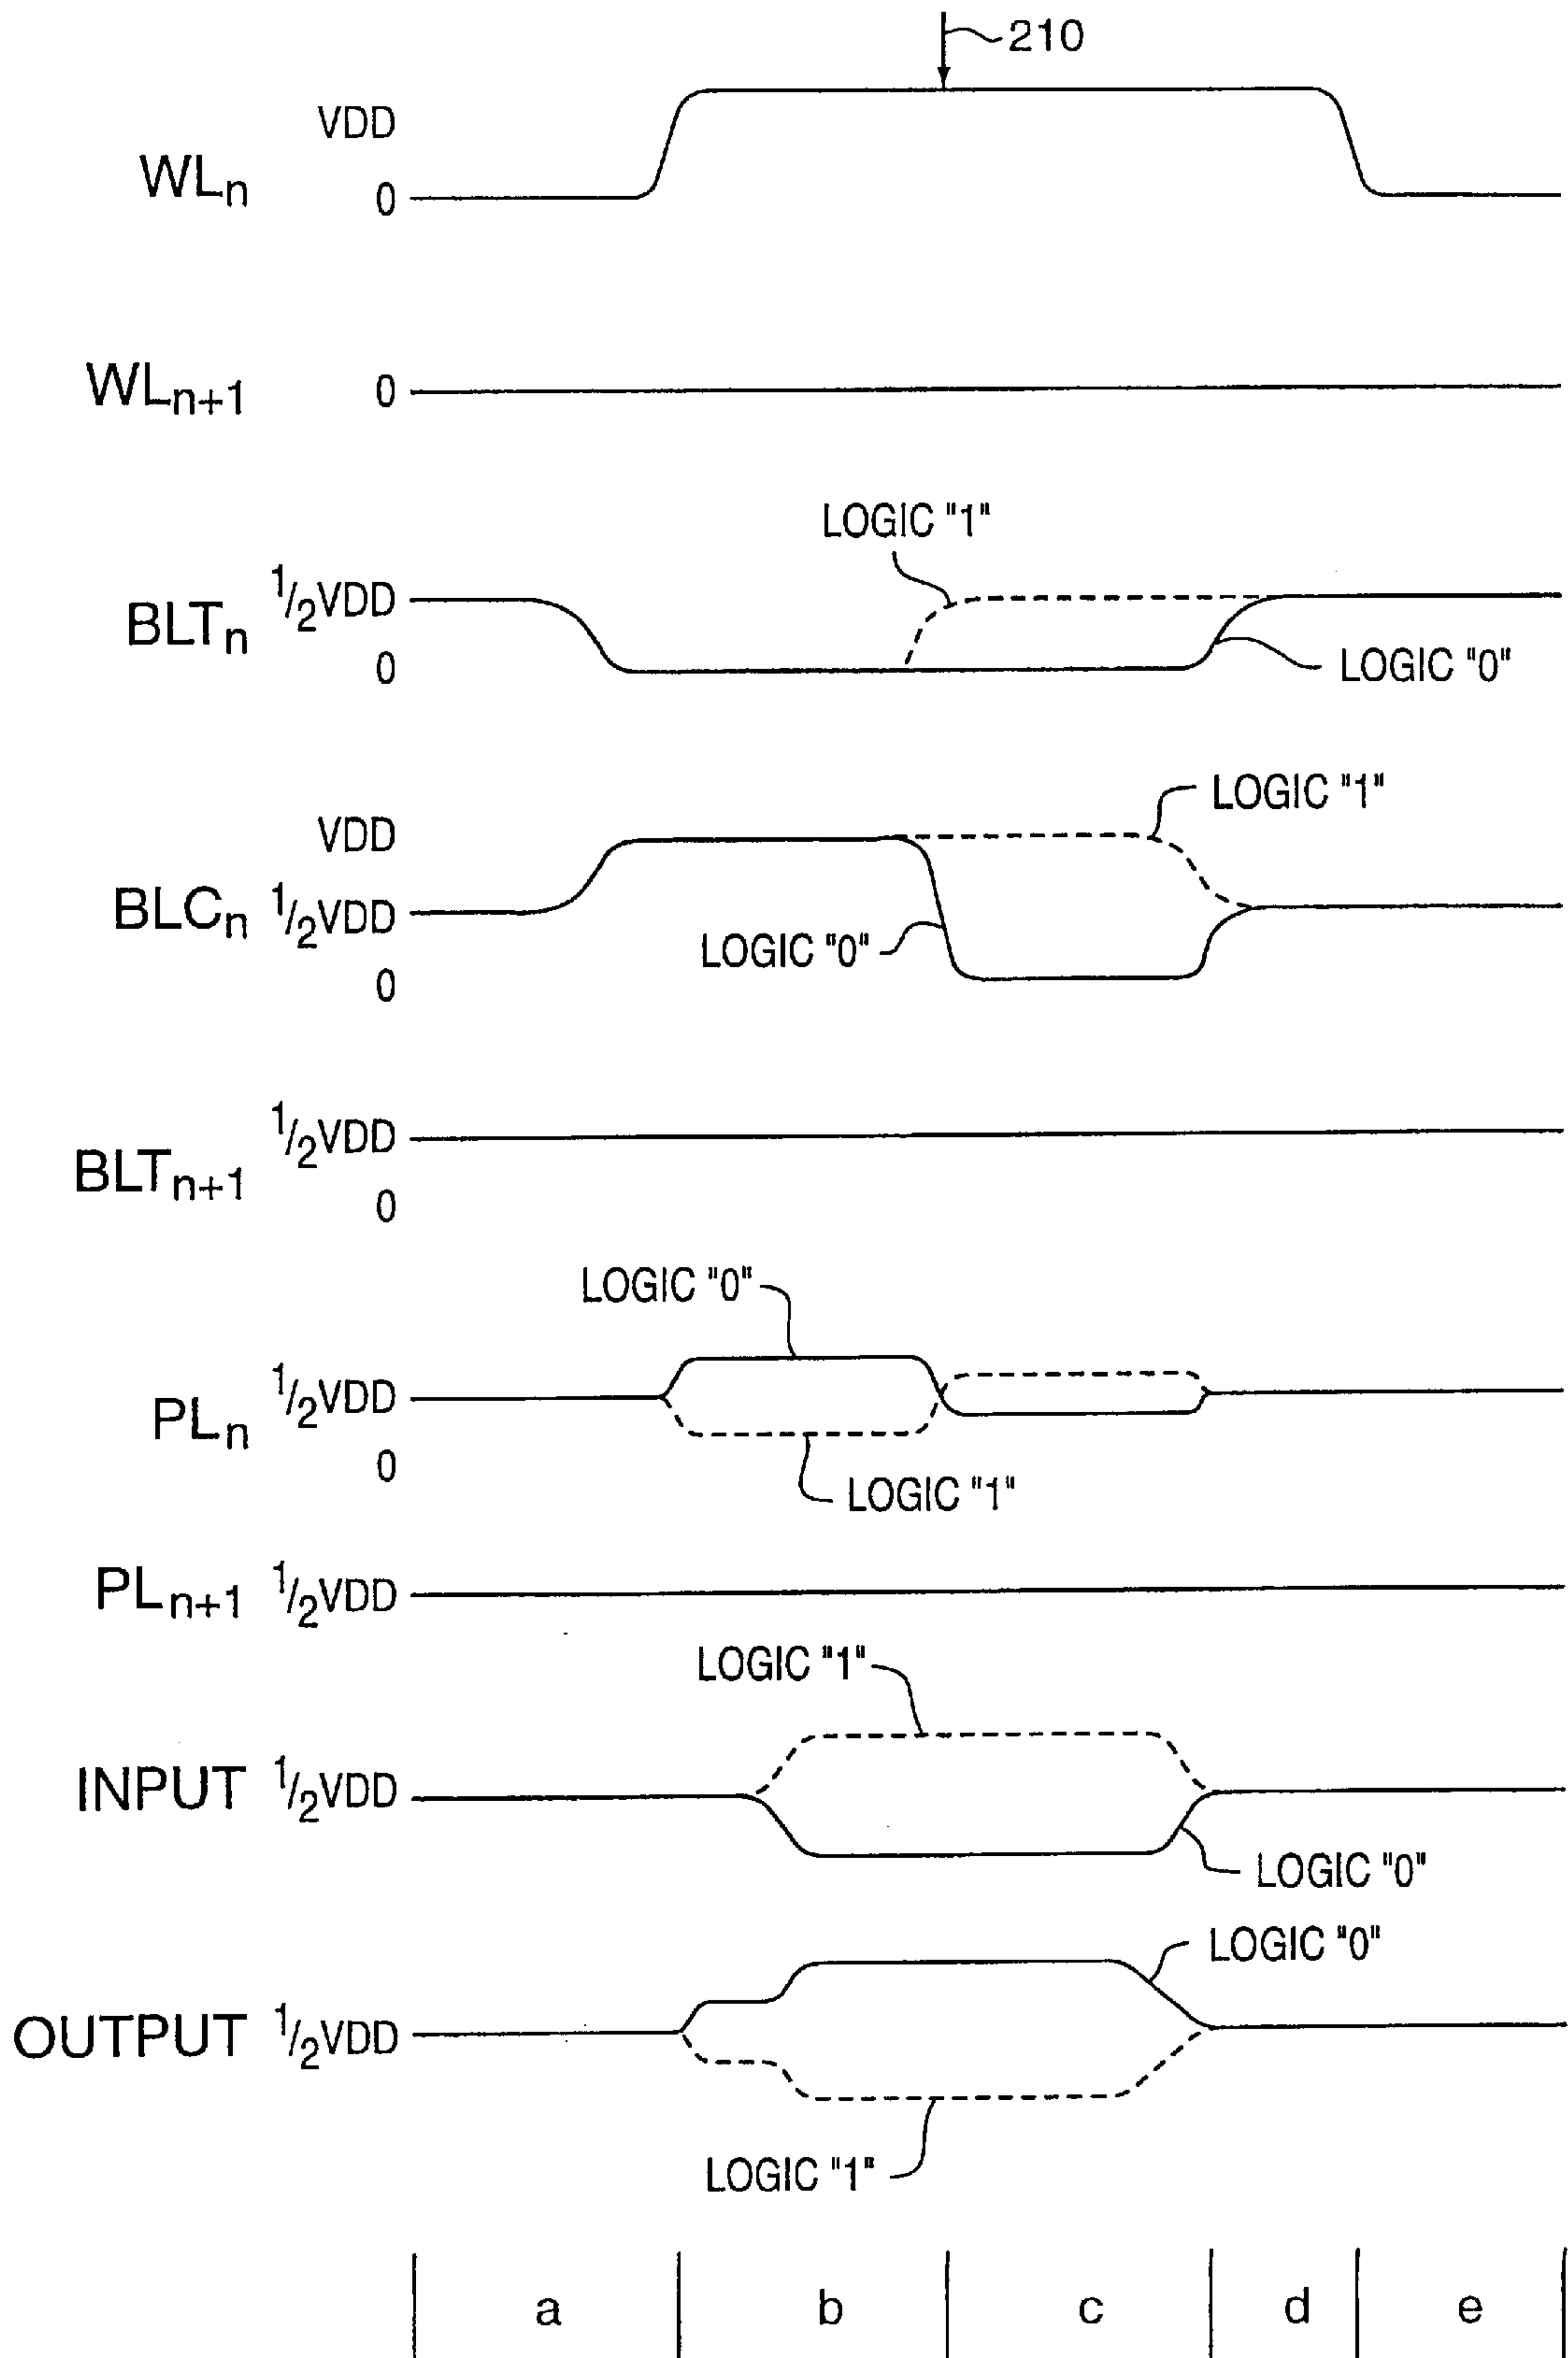 210
VDD
WLn
0
WLn+1
0
LOGIC "1"
BLTn
1/2VDD
0
LOGIC "0"
LOGIC "1"
VDD
BLCn
1/2VDD
LOGIC "0"
0
1/2VDD
BLTn+1
0
LOGIC "0"
1/2VDD
PLn
0
LOGIC "1"
PLn+1
1/2VDD
LOGIC "1"
INPUT
1/2VDD
LOGIC "0"
LOGIC "0"
OUTPUT
1/2VDD
LOGIC "1"
a b c d e